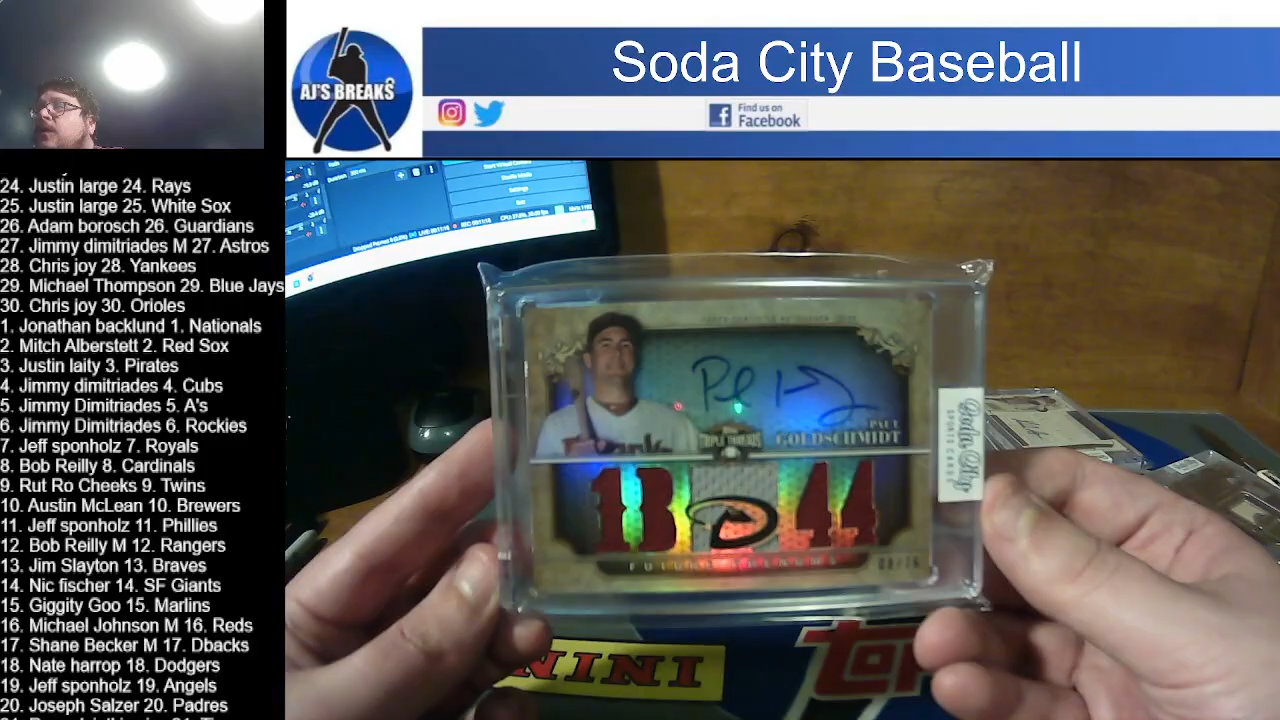 Soda City Baseball
AJ'S BREAKS
Find us on
Facebook
24. Justin large 24. Rays
25. Justin large 25. White Sox
26. Adam borosch 26. Guardians
27. Jimmy dimitriades M 27. Astros
28. Chris joy 28. Yankees
29. Michael Thompson 29. Blue Jays
30. Chris joy 30. Orioles
1. Jonathan backlund 1. Nationals
2. Mitch Alberstett 2. Red Sox
3. Justin laity 3. Pirates
4. Jimmy dimitriades 4. Cubs
5. Jimmy Dimitriades 5. A's
6. Jimmy Dimitriades 6. Rockies
7. Jeff sponholz 7. Royals
8. Bob Reilly 8. Cardinals
9. Rut Ro Cheeks 9. Twins
10. Austin McLean 10. Brewers
11. Jeff sponholz 11. Phillies
12. Bob Reilly M 12. Rangers
13. Jim Slayton 13. Braves
14. Nic fischer 14. SF Giants
15. Giggity Goo 15. Marlins
16. Michael Johnson M 16. Reds
17. Shane Becker M 17. Dbacks
18. Nate harrop 18. Dodgers
19. Jeff sponholz 19. Angels
20. Joseph Salzer 20. Padres
PAUL
GOLDSCHMIDT
TRIPLE THREADS
13 44
Soda City
SPORTS CARDS